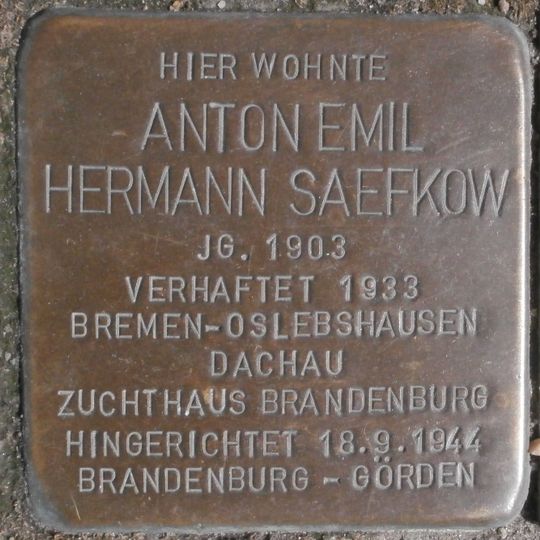 HIER WOHNTE
ANTON EMIL
HERMANN SAEFKOW
JG. 1903
VERHAFTET 1933
BREMEN-OSLEBSHAUSEN
DACHAU
ZUCHTHAUS BRANDENBURG
HINGERICHTET 18.9.1944
BRANDENBURG - GÖRDEN